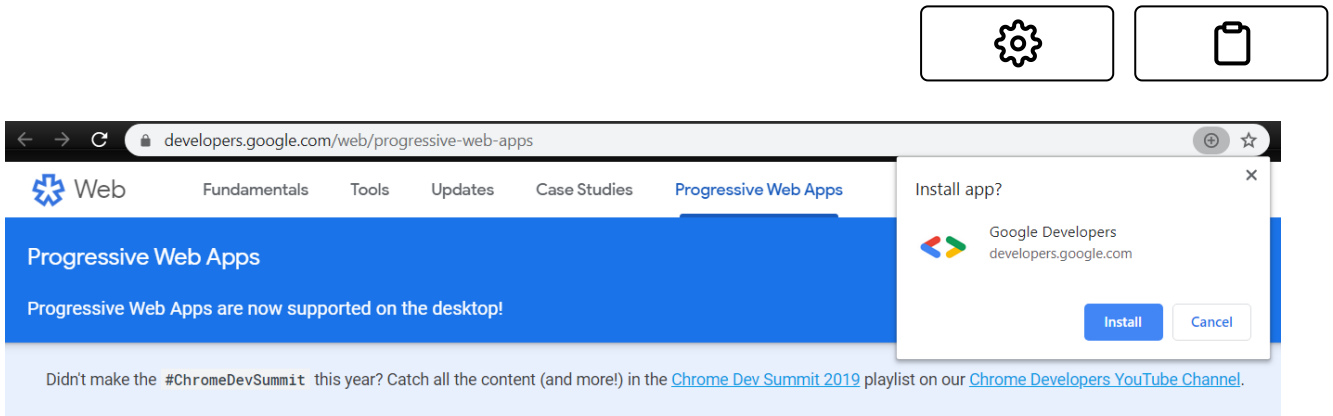 developers.google.com/web/progressive-web-apps
Web Fundamentals Tools Updates Case Studies Progressive Web Apps
Install app?
Google Developers
developers.google.com
Install Cancel
Progressive Web Apps
Progressive Web Apps are now supported on the desktop!
Didn't make the #ChromeDevSummit this year? Catch all the content (and more!) in the Chrome Dev Summit 2019 playlist on our Chrome Developers YouTube Channel.